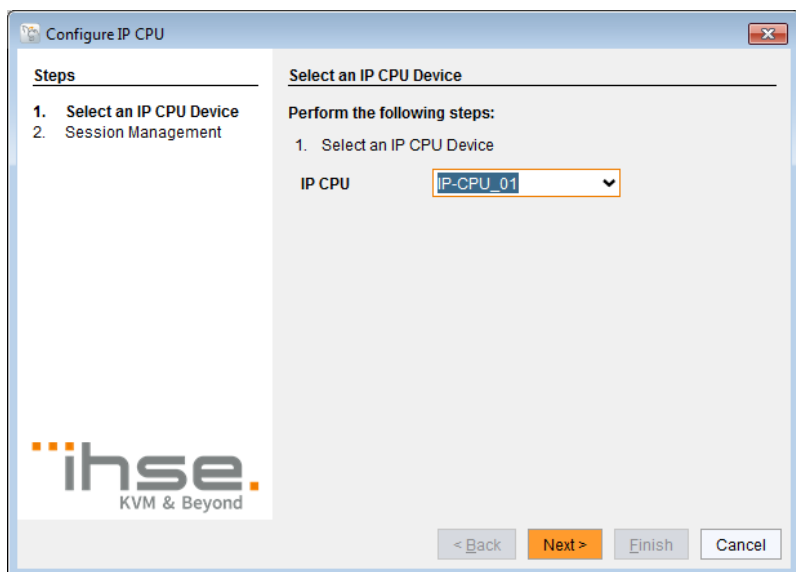 Configure IP CPU
Steps
1. Select an IP CPU Device
2. Session Management
Select an IP CPU Device
Perform the following steps:
1. Select an IP CPU Device
IP CPU IP-CPU_01
ihse.
KVM & Beyond
< Back Next > Finish Cancel